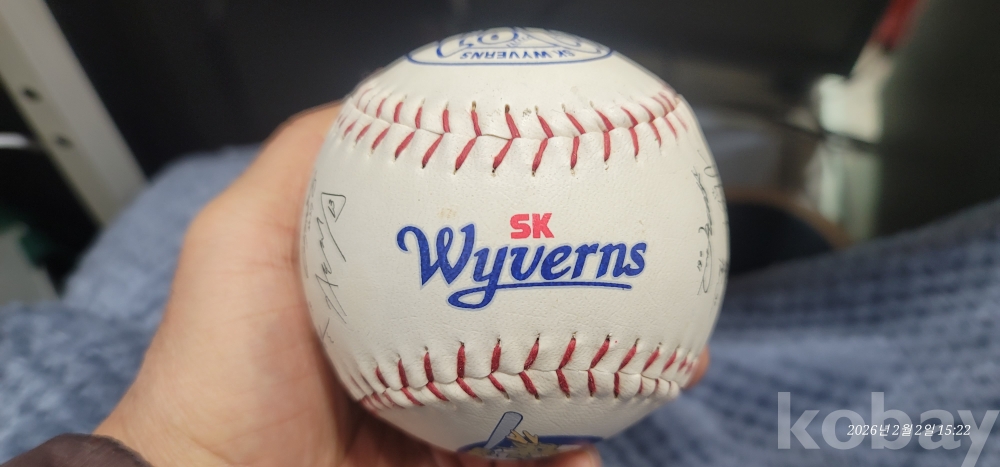 SK WYVERNS
SK
Wyverns
kobay
2026년 2월 2일 15:22